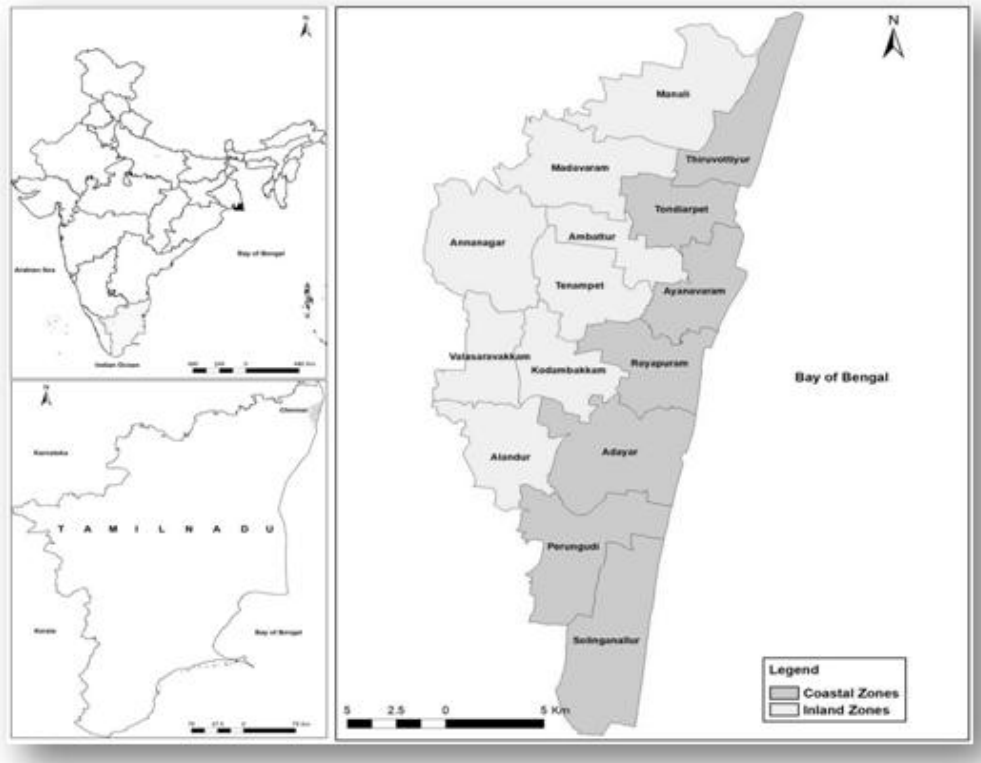 N
Bay of Bengal
Arabian Sea
Indian Ocean
N
Chennai
Karnataka
T A M I L N A D U
Kerala
Bay of Bengal
N
Manali
Thiruvottiyur
Madavaram
Tondiarpet
Ambattur
Annanagar
Tenampet
Ayanavaram
Valasaravakkam
Royapuram
Kodambakkam
Bay of Bengal
Adayar
Alandur
Perungudi
Solinganallur
Legend
Coastal Zones
Inland Zones
5 2.5 0 5 Km